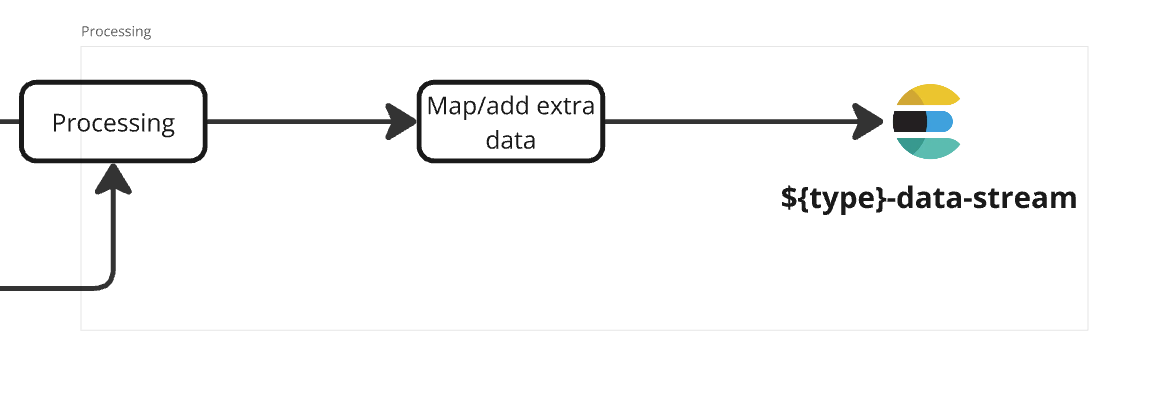 Processing
Processing
Map/add extra
data
${type}-data-stream